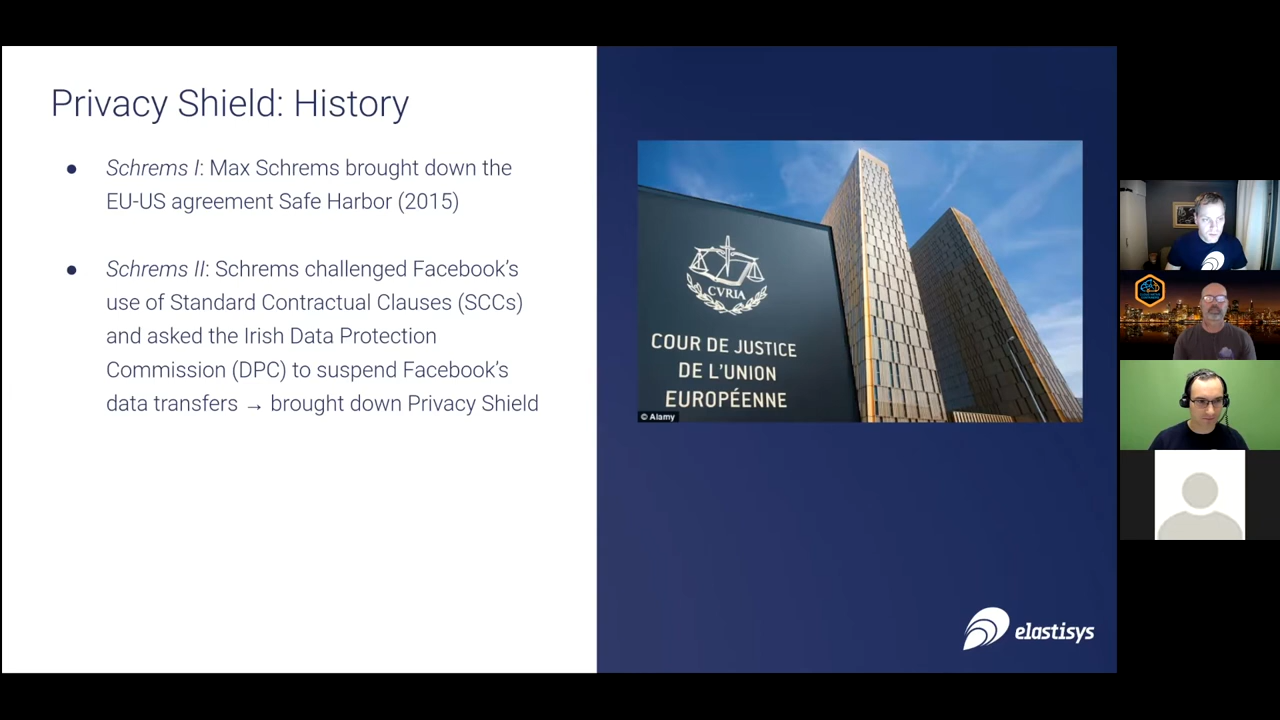 Privacy Shield: History
● Schrems I: Max Schrems brought down the
EU-US agreement Safe Harbor (2015)
● Schrems II: Schrems challenged Facebook’s
use of Standard Contractual Clauses (SCCs)
and asked the Irish Data Protection
Commission (DPC) to suspend Facebook’s
data transfers → brought down Privacy Shield
CVRIA
COUR DE JUSTICE
DE L’UNION
EUROPÉENNE
© Alamy
elastisys